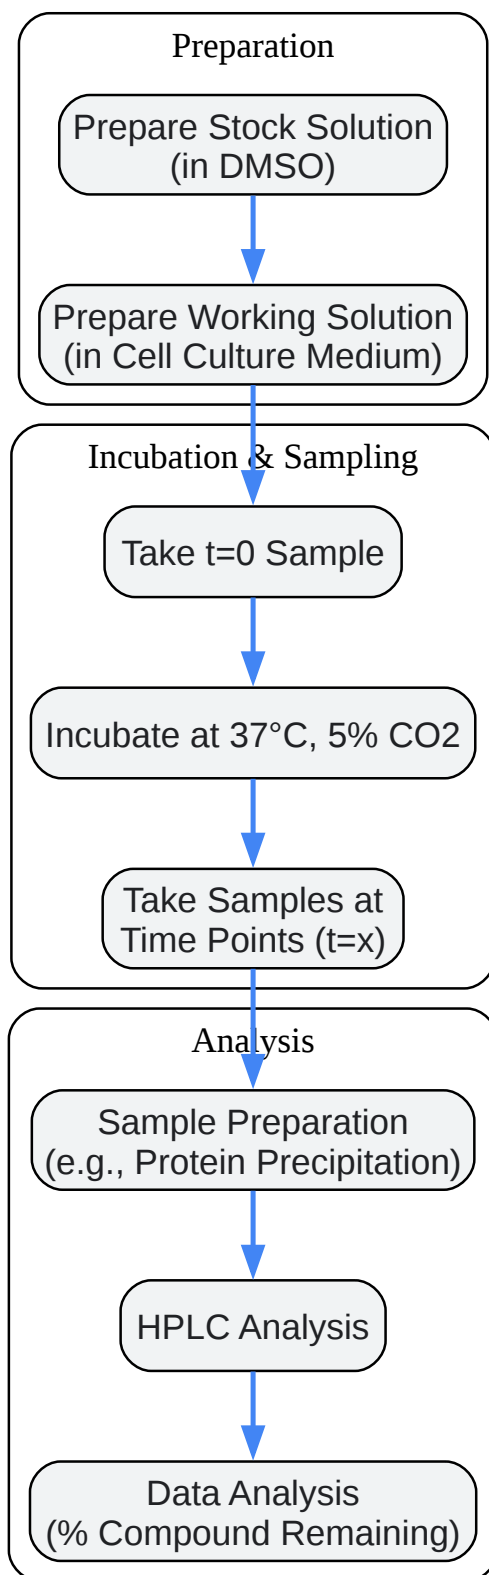 Preparation
Prepare Stock Solution
(in DMSO)
Prepare Working Solution
(in Cell Culture Medium)
Incubation & Sampling
Take t=0 Sample
Incubate at 37°C, 5% CO2
Take Samples at
Time Points (t=x)
Analysis
Sample Preparation
(e.g., Protein Precipitation)
HPLC Analysis
Data Analysis
(% Compound Remaining)